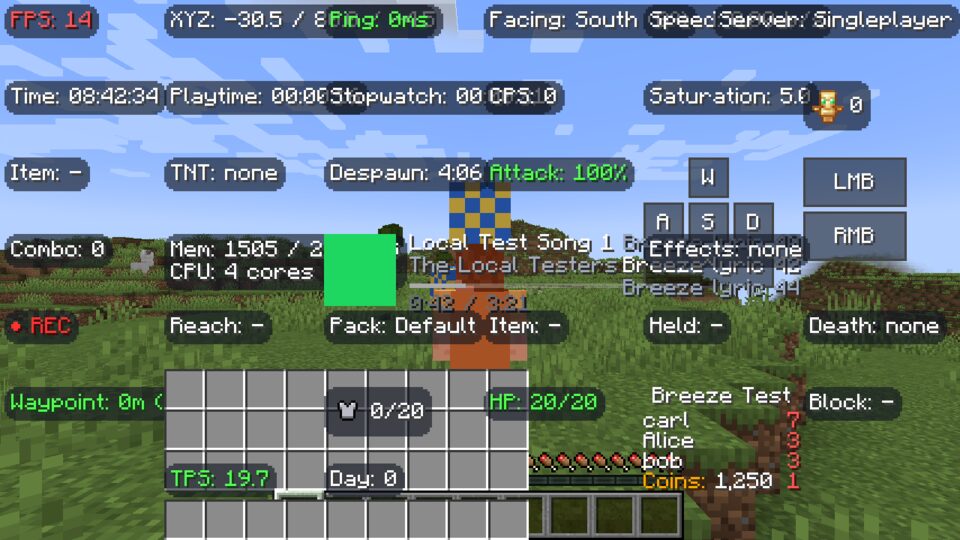 FPS: 14
XYZ: -30.5 / 8
Ping: 0ms
Facing: South
Speed
Server: Singleplayer
Time: 08:42:34
Playtime: 00:00
Stopwatch: 00
CPS: 0
Saturation: 5.0
0
Item: -
TNT: none
Despawn: 4:06
Attack: 100%
W
LMB
A
S
D
RMB
Combo: 0
Mem: 1505 / 2
CPU: 4 cores
Local Test Song 1
The Local Testers
0:42 / 3:21
Effects: none
Breeze lyric 42
Breeze lyric 44
REC
Reach: -
Pack: Default
Item: -
Held: -
Death: none
Waypoint: 0m (
0/20
HP: 20/20
Breeze Test
carl 7
Alice 3
bob 3
Coins: 1,250 1
Block: -
TPS: 19.7
Day: 0